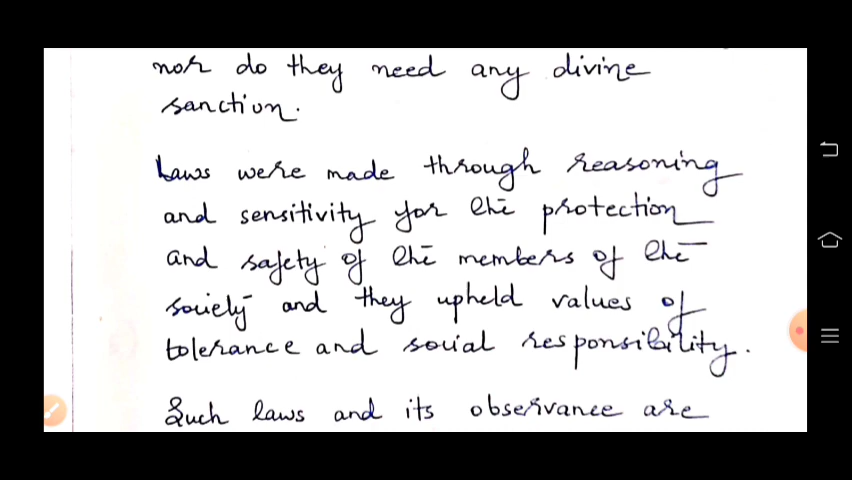 nor do they need any divine
sanction.
Laws were made through reasoning
and sensitivity for the protection
and safety of the members of the
society and they upheld values of
tolerance and social responsibility.
Such laws and its observance are